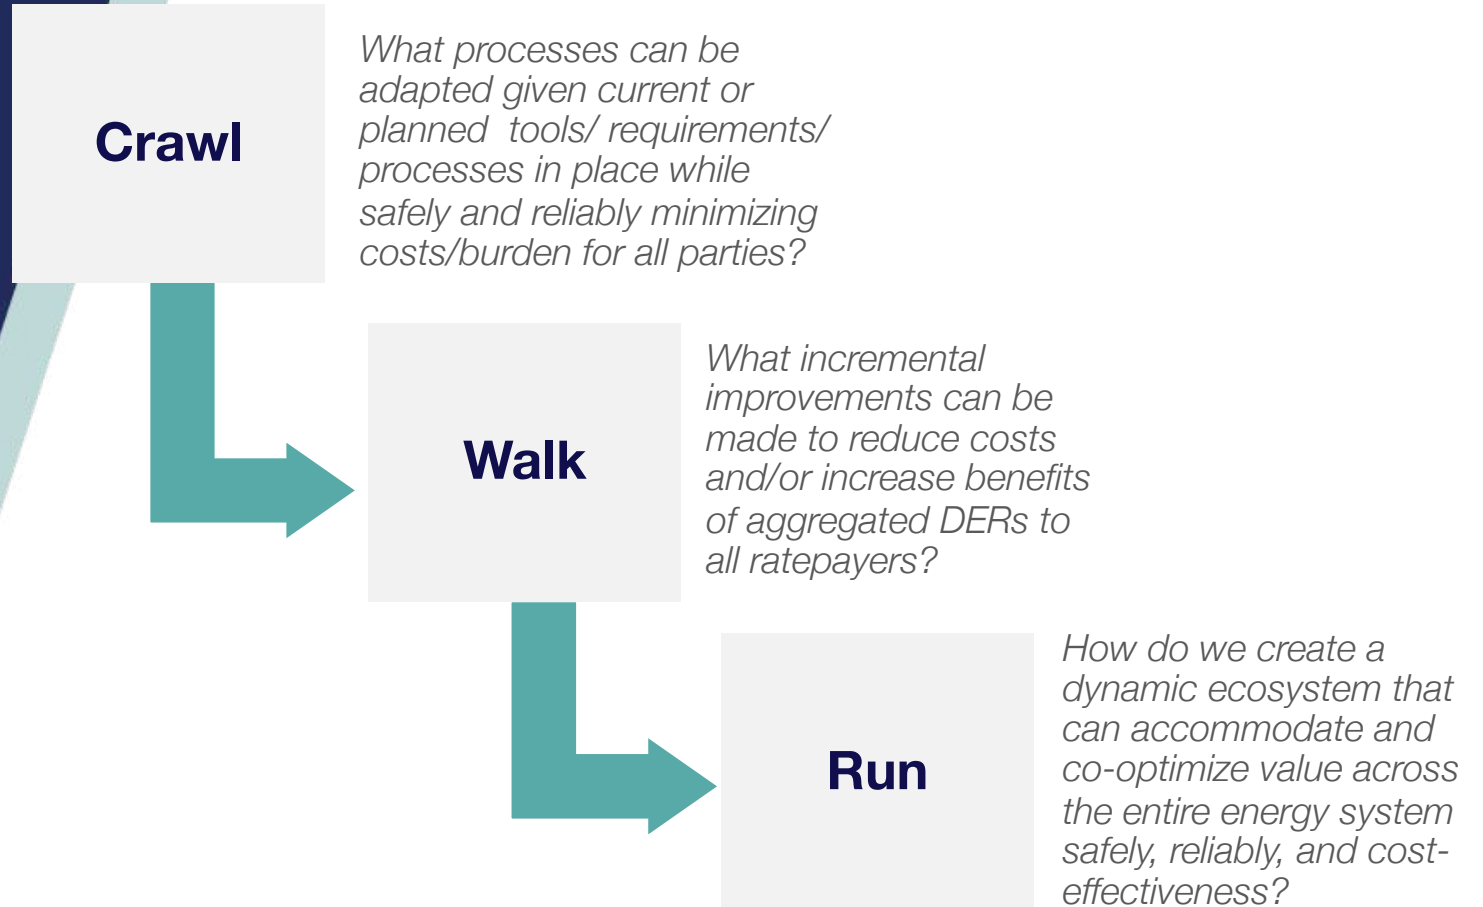 Crawl
What processes can be
adapted given current or
planned  tools/ requirements/
processes in place while
safely and reliably minimizing
costs/burden for all parties?
Walk
What incremental
improvements can be
made to reduce costs
and/or increase benefits
of aggregated DERs to
all ratepayers?
Run
How do we create a
dynamic ecosystem that
can accommodate and
co-optimize value across
the entire energy system
safely, reliably, and cost-
effectiveness?